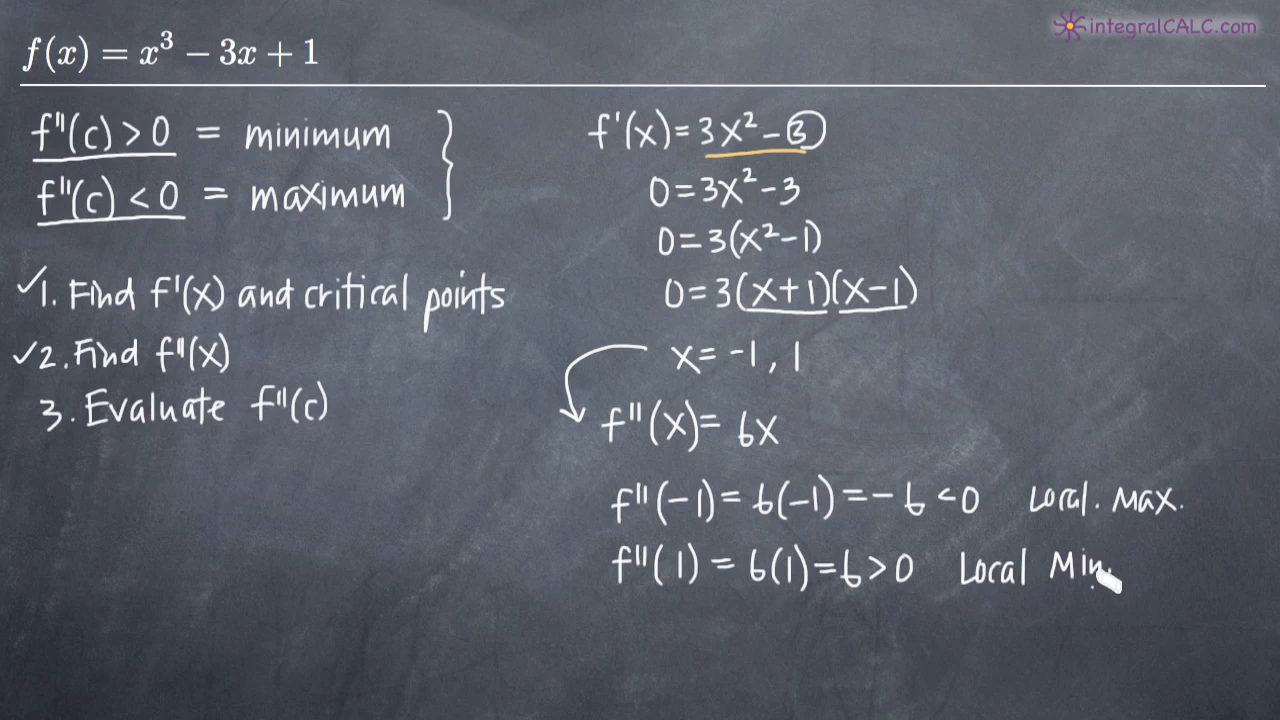 integralCALC.com
f(x) = x³ − 3x + 1
f''(c) > 0 = minimum
f''(c) < 0 = maximum
✓1. Find f'(x) and critical points
✓2. Find f''(x)
3. Evaluate f''(c)
f'(x) = 3x² − 3
0 = 3x² − 3
0 = 3(x² − 1)
0 = 3(x+1)(x−1)
x = −1, 1
f''(x) = 6x
f''(−1) = 6(−1) = −6 < 0 Local. Max.
f''(1) = 6(1) = 6 > 0 Local Min.